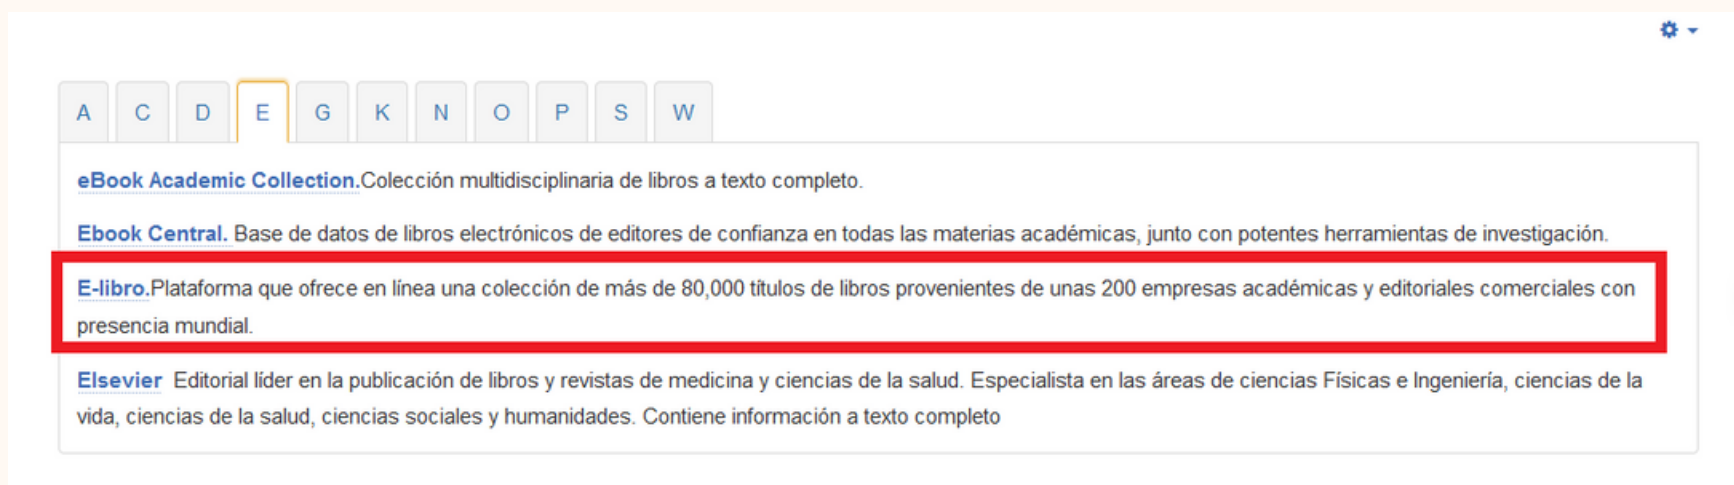 A C D E G K N O P S W
eBook Academic Collection.Colección multidisciplinaria de libros a texto completo.
Ebook Central. Base de datos de libros electrónicos de editores de confianza en todas las materias académicas, junto con potentes herramientas de investigación.
E-libro.Plataforma que ofrece en línea una colección de más de 80,000 títulos de libros provenientes de unas 200 empresas académicas y editoriales comerciales con
presencia mundial.
Elsevier Editorial líder en la publicación de libros y revistas de medicina y ciencias de la salud. Especialista en las áreas de ciencias Físicas e Ingeniería, ciencias de la
vida, ciencias de la salud, ciencias sociales y humanidades. Contiene información a texto completo